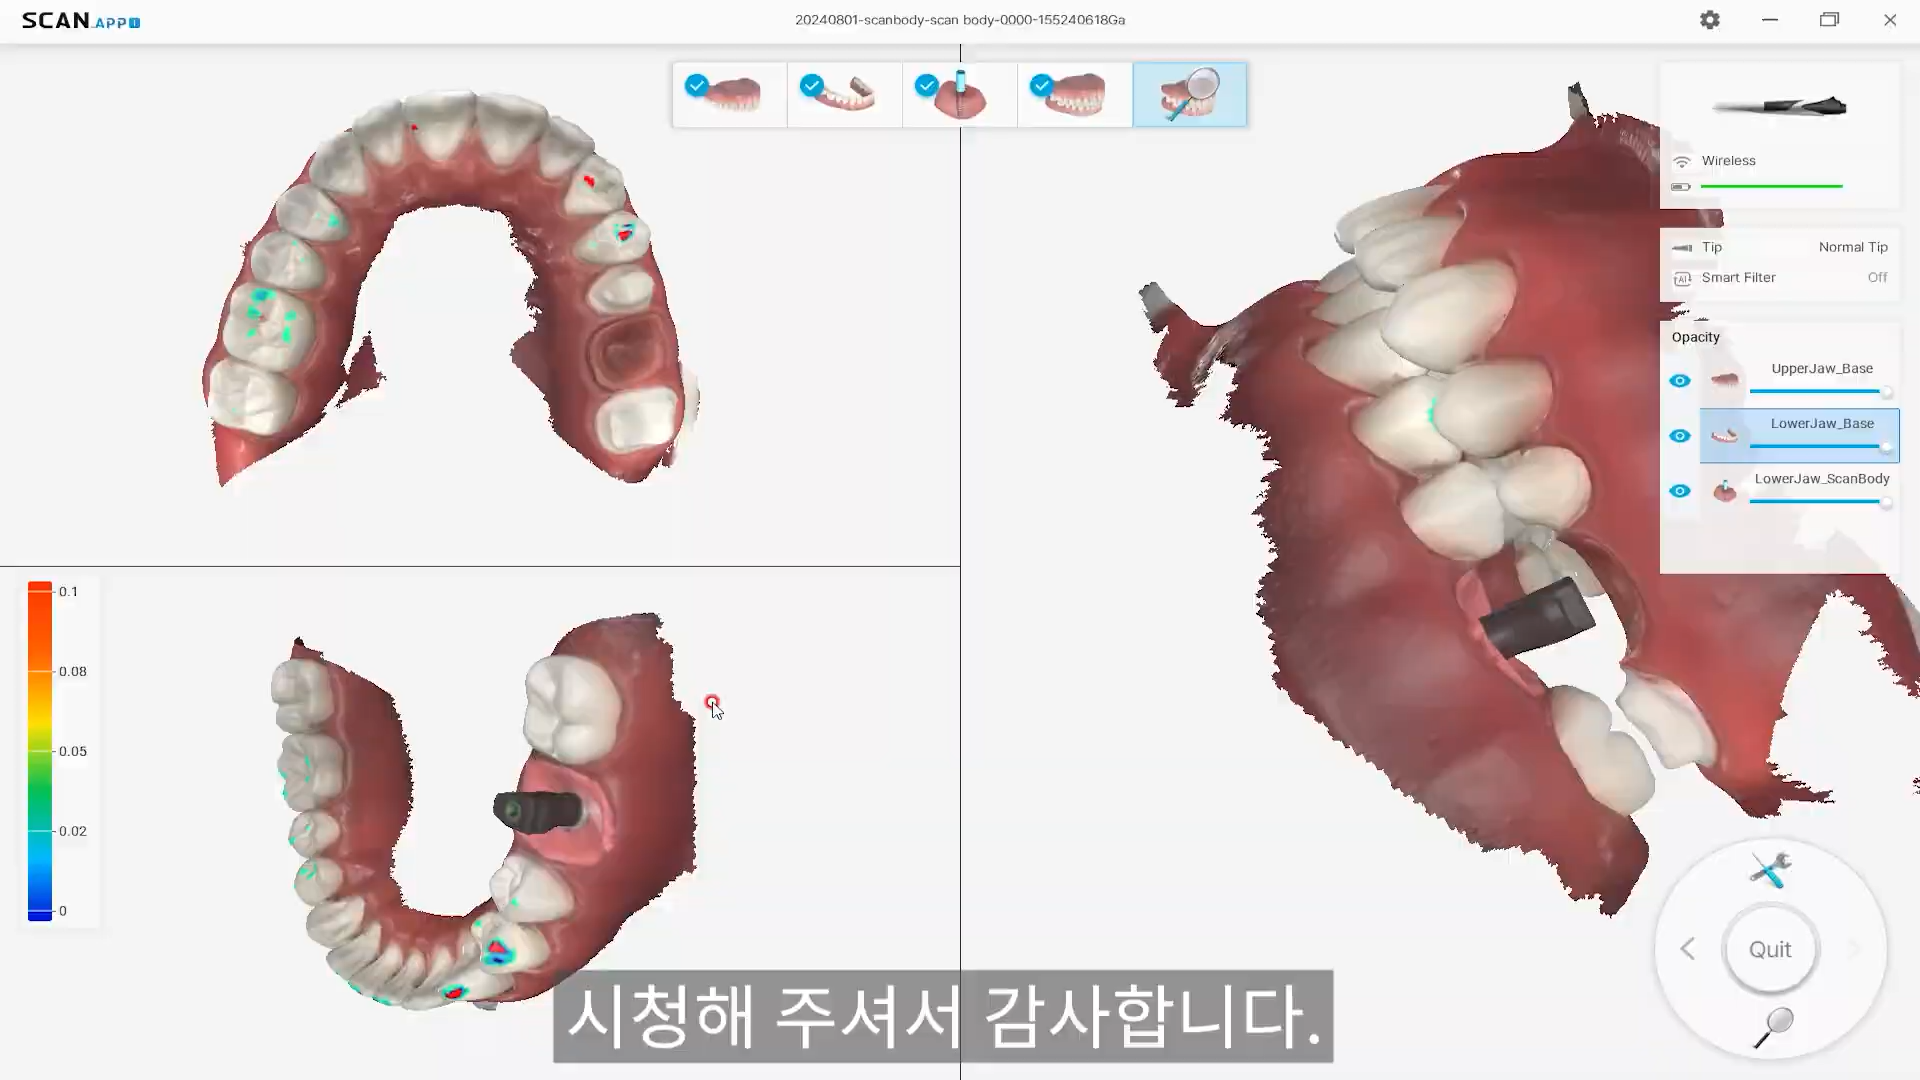 SCAN.APP
20240801-scanbody-scan body-0000-155240618Ga
Wireless
Tip Normal Tip
Smart Filter Off
Opacity
UpperJaw_Base
LowerJaw_Base
LowerJaw_ScanBody
0.1
0.08
0.05
0.02
0
Quit
시청해 주셔서 감사합니다.